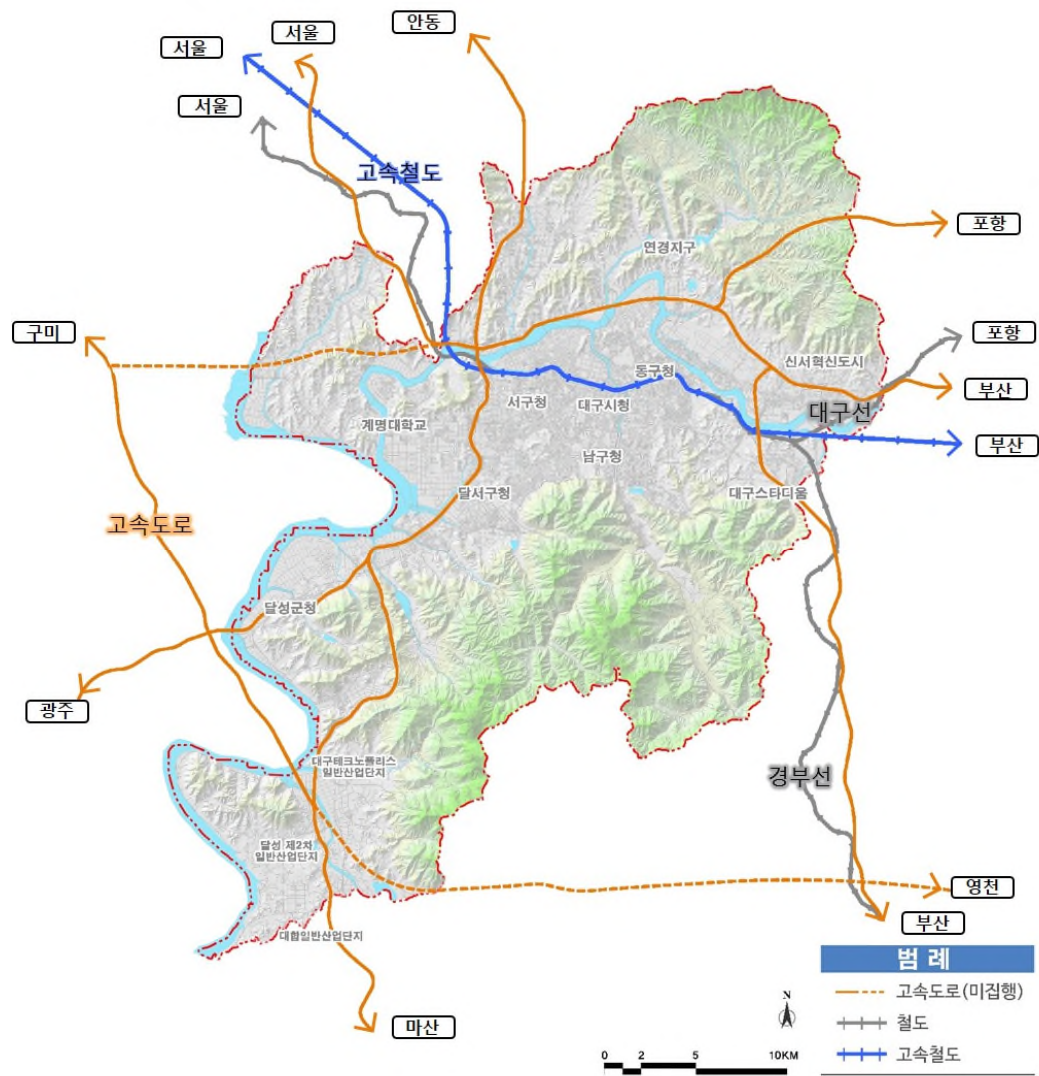 안동
서울
서울
서울
고속철도
포항
연경지구
구미
포항
신서혁신도시
동구청
부산
서구청
대구시청
대구선
계명대학교
부산
남구청
달서구청
대구스타디움
고속도로
달성군청
광주
대구테크노폴리스
일반산업단지
경부선
달성 제2차
일반산업단지
영천
부산
대합일반산업단지
범 례
고속도로(미집행)
철도
고속철도
N
마산
0 2 5 10KM